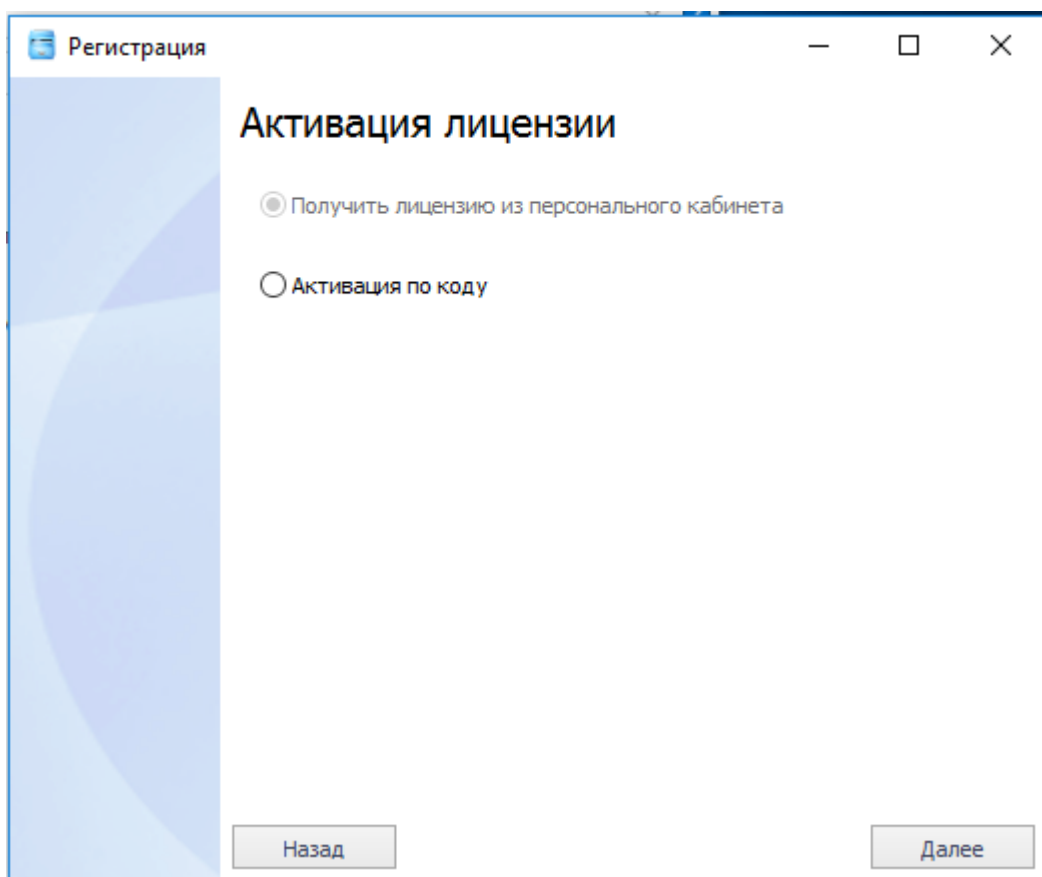 Регистрация
Активация лицензии
Получить лицензию из персонального кабинета
Активация по коду
Назад
Далее